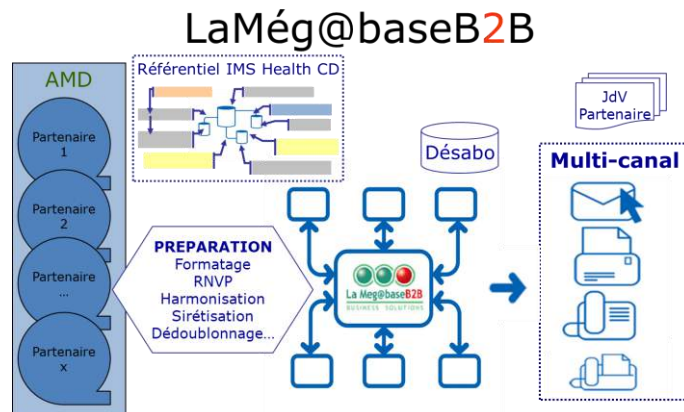 LaMég@baseB2B
AMD
Partenaire
1
Partenaire
2
Partenaire
...
Partenaire
x
Référentiel IMS Health CD
PREPARATION
Formatage
RNVP
Harmonisation
Sirétisation
Dédoublonnage...
Désabo
La Meg@baseB2B
BUSINESS - SOLUTIONS
JdV
Partenaire
Multi-canal